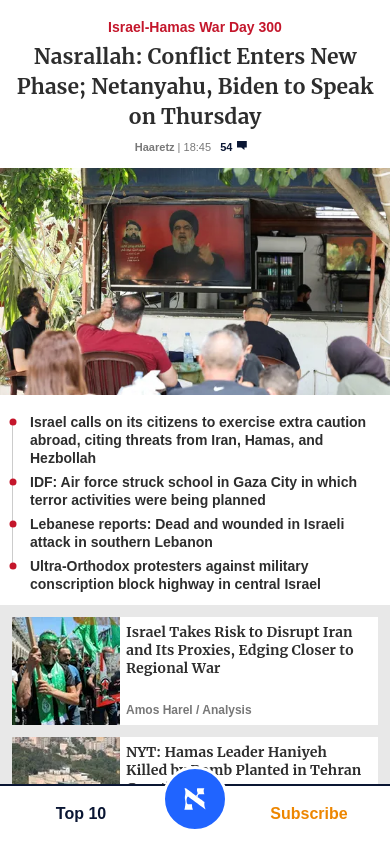 Israel-Hamas War Day 300
Nasrallah: Conflict Enters New
Phase; Netanyahu, Biden to Speak
on Thursday
Haaretz | 18:45 54
Israel calls on its citizens to exercise extra caution
abroad, citing threats from Iran, Hamas, and
Hezbollah
IDF: Air force struck school in Gaza City in which
terror activities were being planned
Lebanese reports: Dead and wounded in Israeli
attack in southern Lebanon
Ultra-Orthodox protesters against military
conscription block highway in central Israel
Israel Takes Risk to Disrupt Iran
and Its Proxies, Edging Closer to
Regional War
Amos Harel / Analysis
NYT: Hamas Leader Haniyeh
Killed by Bomb Planted in Tehran
Top 10
Subscribe